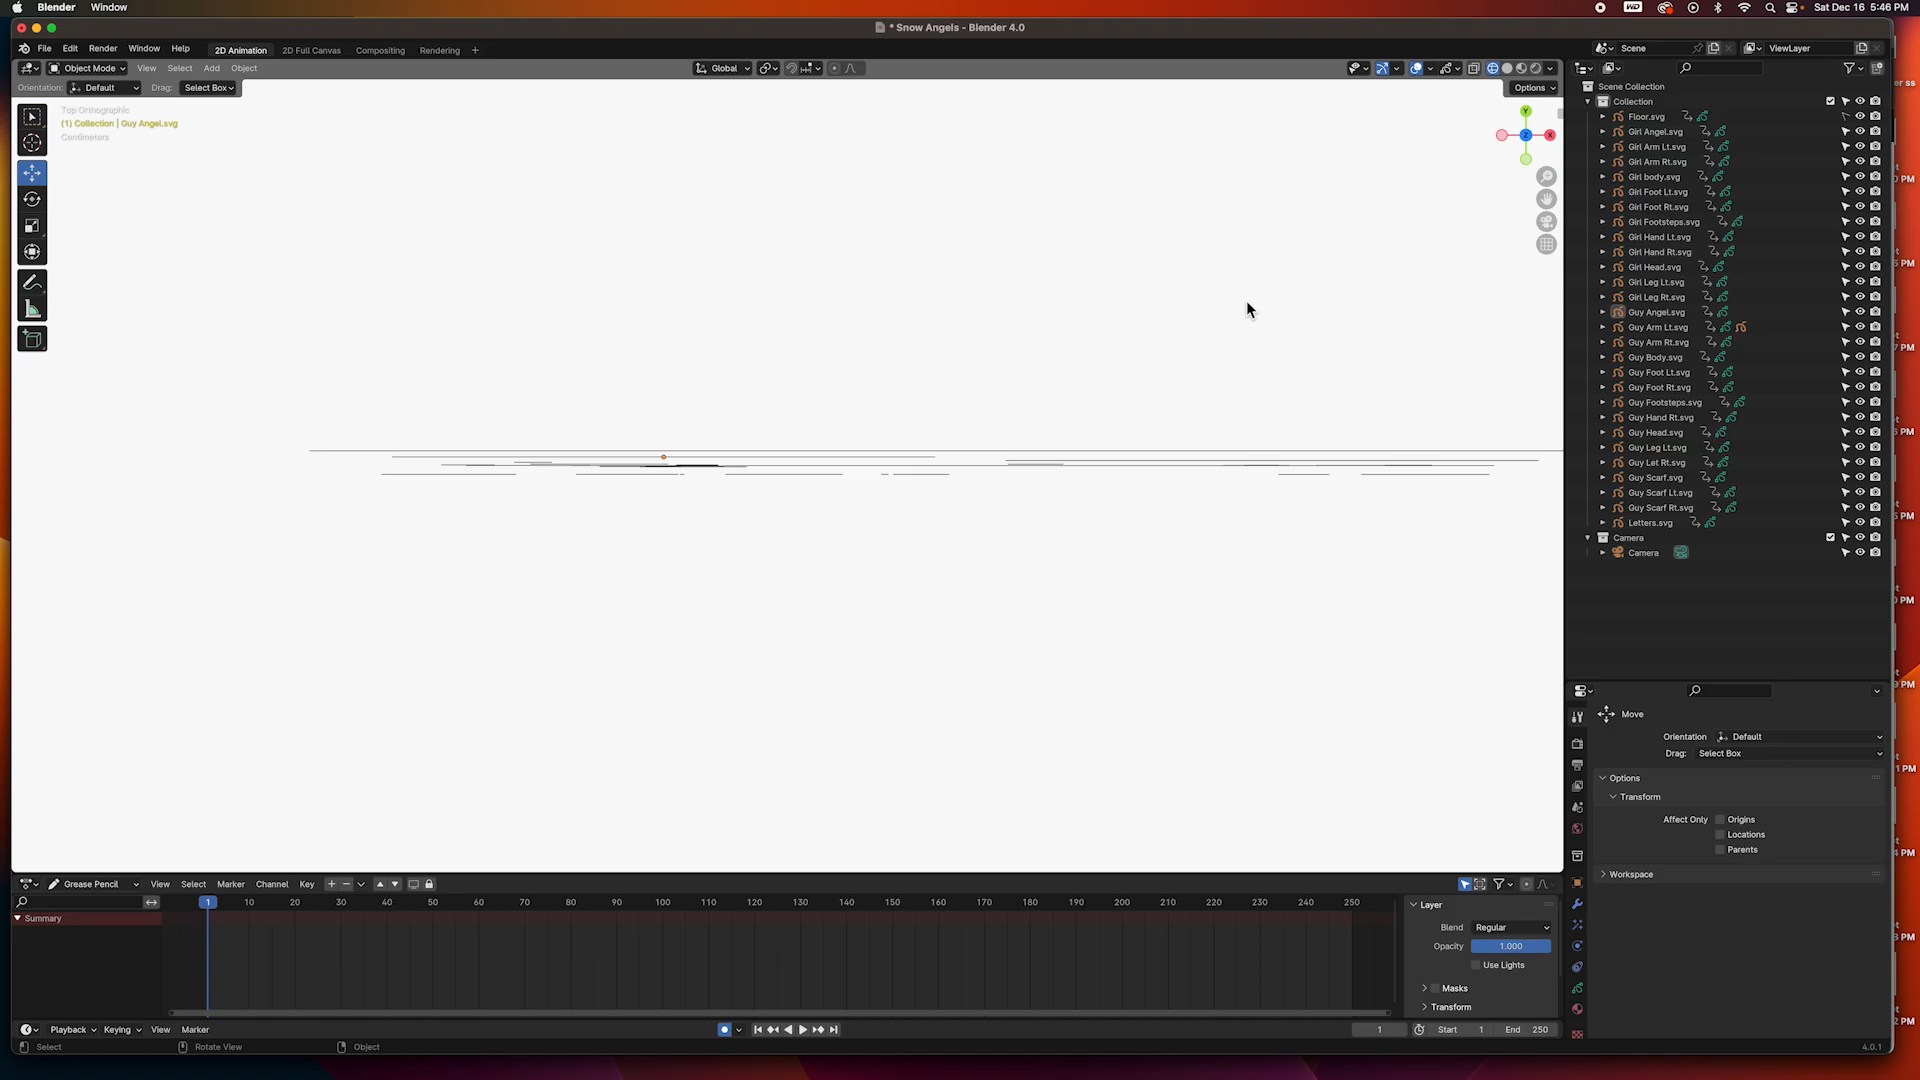 Blender Window
WD Sat Dec 16 5:46 PM
* Snow Angels - Blender 4.0
File Edit Render Window Help 2D Animation 2D Full Canvas Compositing Rendering + Scene ViewLayer
Object Mode View Select Add Object Global
Orientation: Default Drag: Select Box Options
Top Orthographic
(1) Collection | Guy Angel.svg
Centimeters
Y
Z X
Scene Collection
Collection
Floor.svg
Girl Angel.svg
Girl Arm Lt.svg
Girl Arm Rt.svg
Girl body.svg
Girl Foot Lt.svg
Girl Foot Rt.svg
Girl Footsteps.svg
Girl Hand Lt.svg
Girl Hand Rt.svg
Girl Head.svg
Girl Leg Lt.svg
Girl Leg Rt.svg
Guy Angel.svg
Guy Arm Lt.svg
Guy Arm Rt.svg
Guy Body.svg
Guy Foot Lt.svg
Guy Foot Rt.svg
Guy Footsteps.svg
Guy Hand Rt.svg
Guy Head.svg
Guy Leg Lt.svg
Guy Let Rt.svg
Guy Scarf.svg
Guy Scarf Lt.svg
Guy Scarf Rt.svg
Letters.svg
Camera
Camera
Move
Orientation Default
Drag: Select Box
Options
Transform
Affect Only Origins
Locations
Parents
Workspace
Grease Pencil View Select Marker Channel Key
1 10 20 30 40 50 60 70 80 90 100 110 120 130 140 150 160 170 180 190 200 210 220 230 240 250
Summary
Layer
Blend Regular
Opacity 1.000
Use Lights
Masks
Transform
Playback Keying View Marker 1 Start 1 End 250
Select Rotate View Object 4.0.1